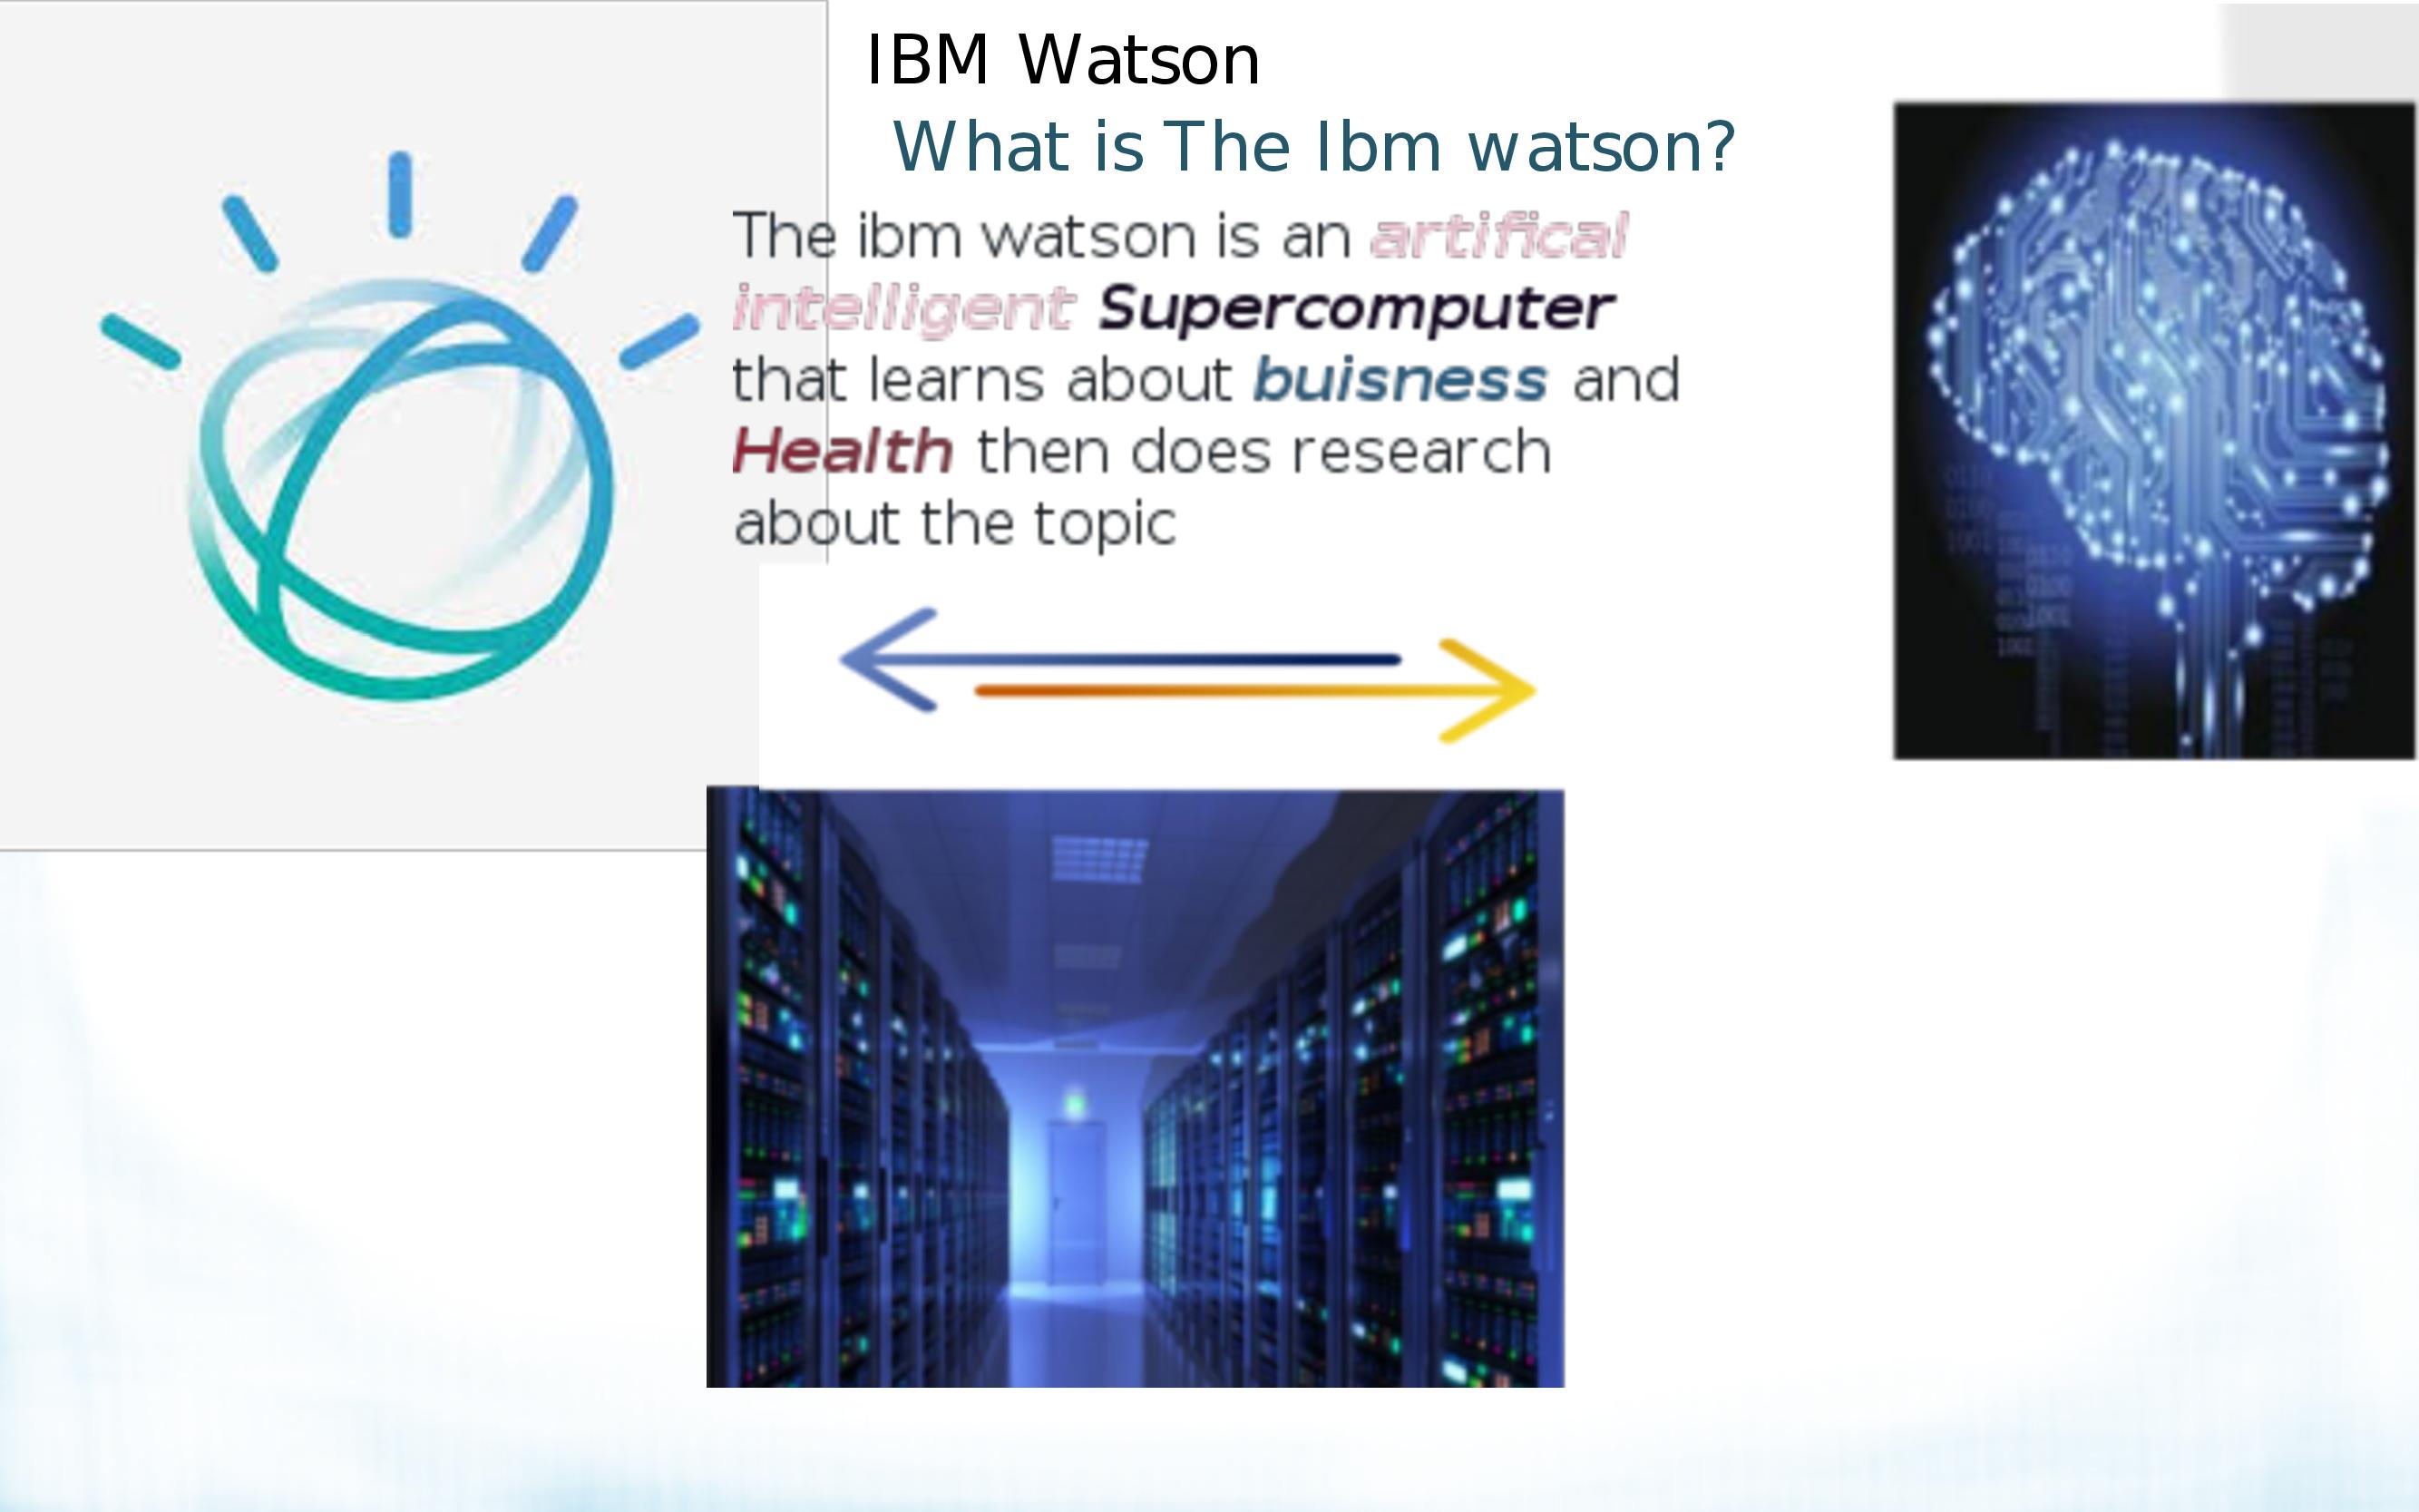 IBM Watson
What is The Ibm watson?
The ibm watson is an artifical
intelligent Supercomputer
that learns about buisness and
Health then does research
about the topic